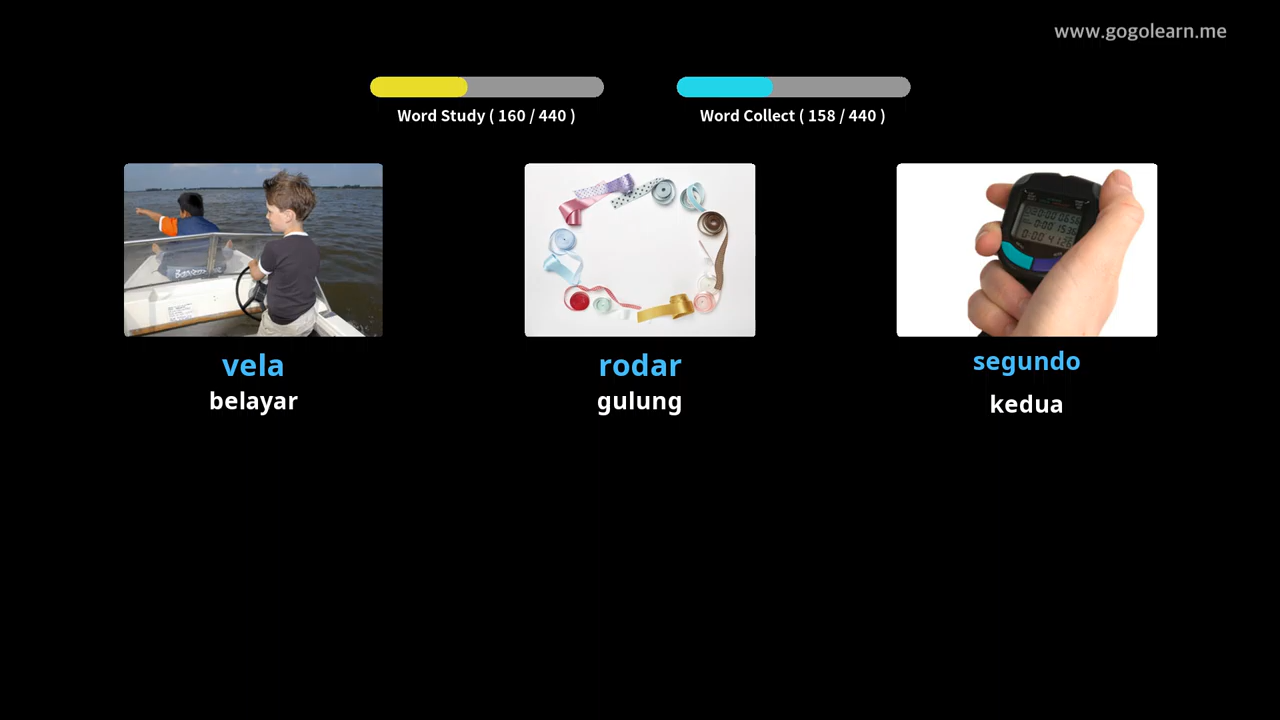 www.gogolearn.me
Word Study ( 160 / 440 )
Word Collect ( 158 / 440 )
vela
belayar
rodar
gulung
segundo
kedua